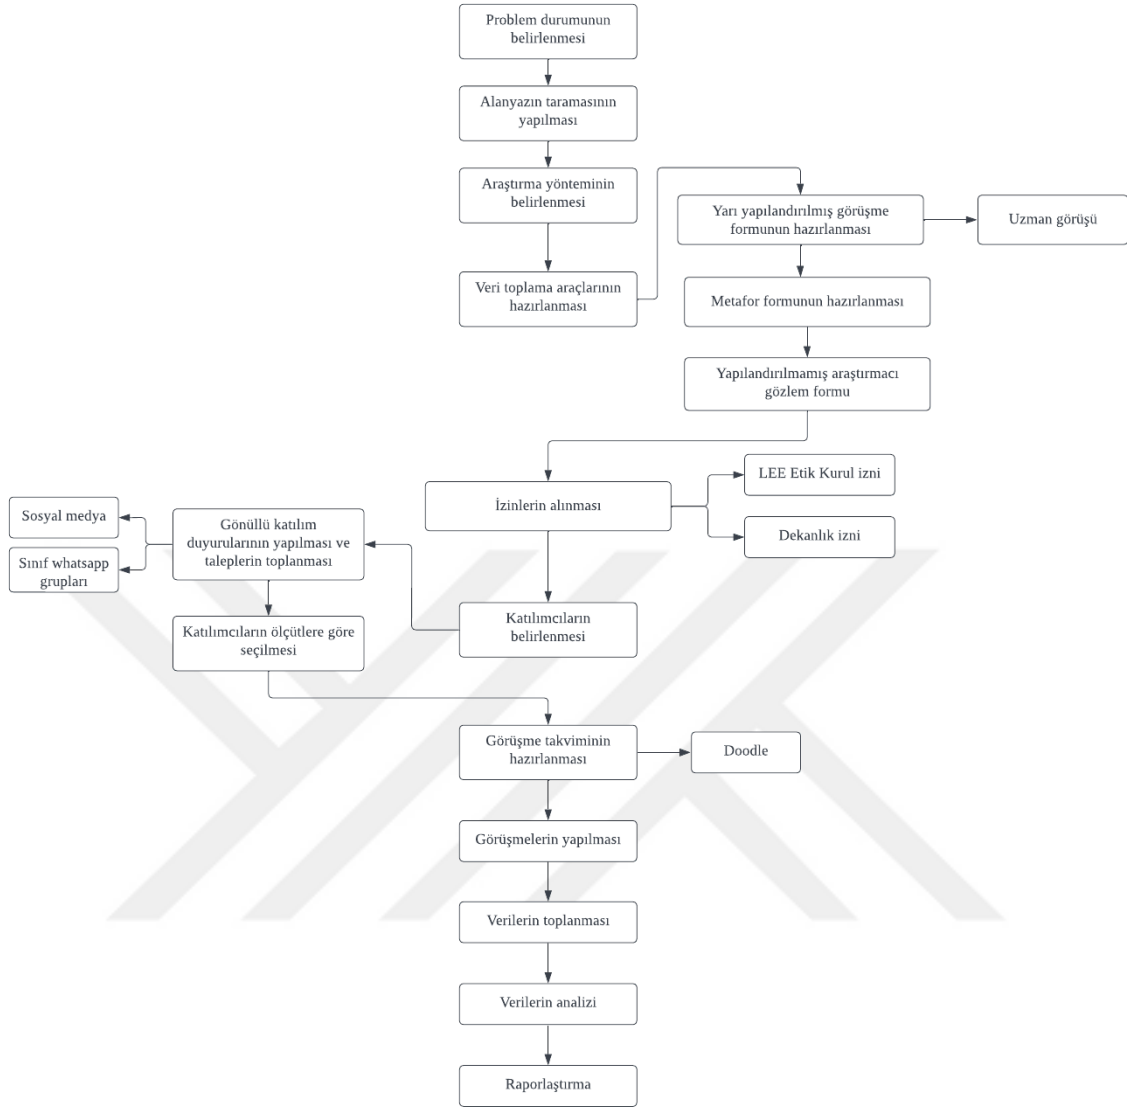 Problem durumunun
belirlenmesi
Alanyazın taramasının
yapılması
Araştırma yönteminin
belirlenmesi
Veri toplama araçlarının
hazırlanması
Yarı yapılandırılmış görüşme
formunun hazırlanması
Uzman görüşü
Metafor formunun hazırlanması
Yapılandırılmamış araştırmacı
gözlem formu
İzinlerin alınması
LEE Etik Kurul izni
Dekanlık izni
Katılımcıların
belirlenmesi
Gönüllü katılım
duyurularının yapılması ve
taleplerin toplanması
Sosyal medya
Sınıf whatsapp
grupları
Katılımcıların ölçütlere göre
seçilmesi
Görüşme takviminin
hazırlanması
Doodle
Görüşmelerin yapılması
Verilerin toplanması
Verilerin analizi
Raporlaştırma